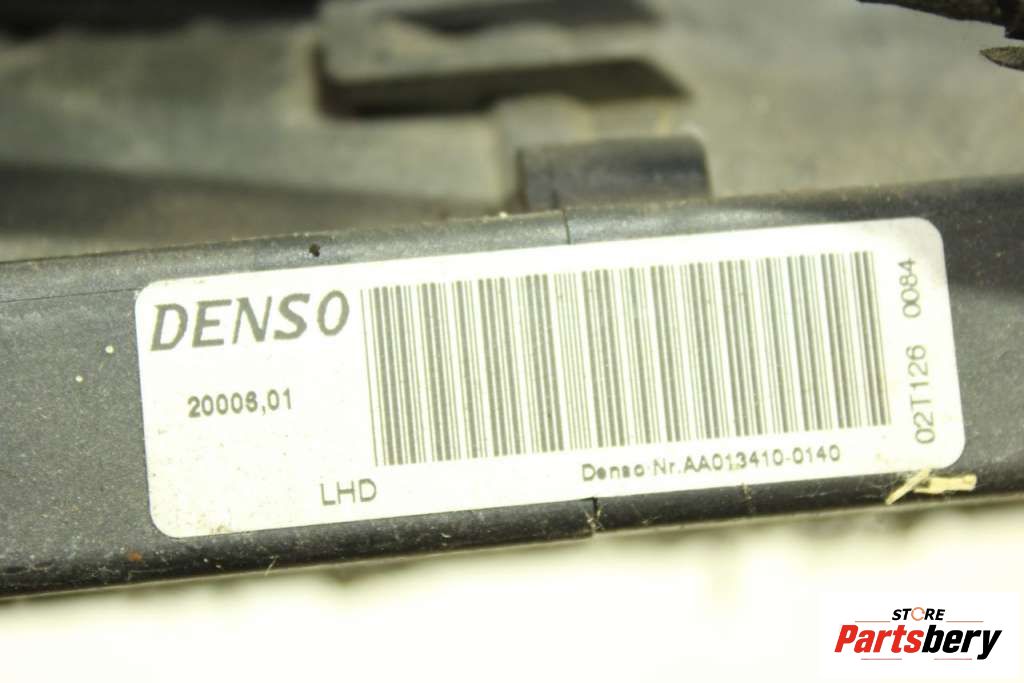 DENSO
20006,01
LHD
Denso Nr.AA013410-0140
02T126 0084
STORE
Partsbery